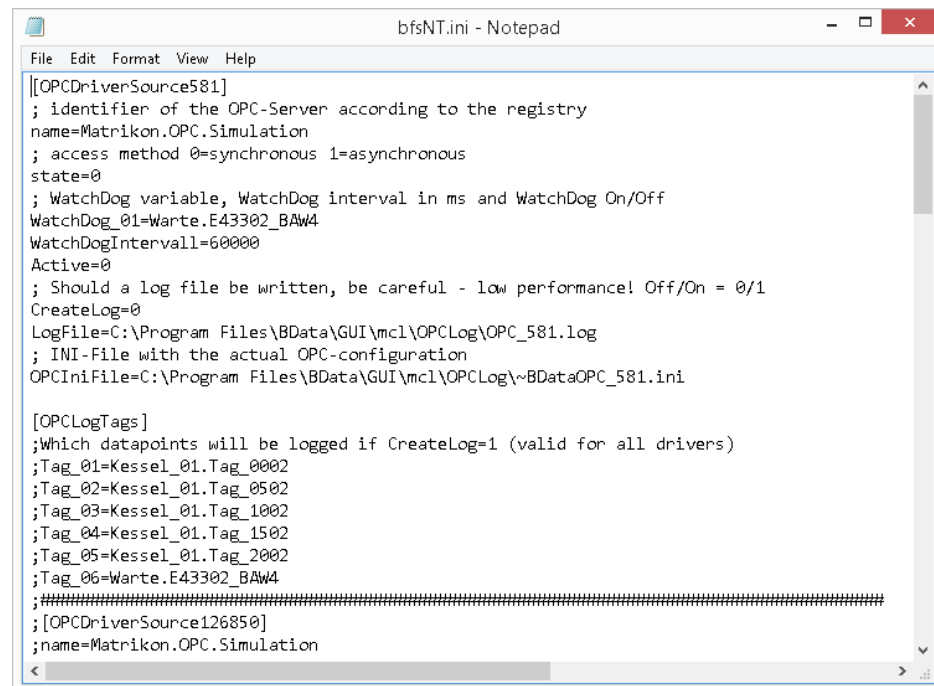 bfsNT.ini - Notepad
File Edit Format View Help
[OPCDriverSource581]
; identifier of the OPC-Server according to the registry
name=Matrikon.OPC.Simulation
; access method 0=synchronous 1=asynchronous
state=0
; WatchDog variable, WatchDog interval in ms and WatchDog On/Off
WatchDog_01=Warte.E43302_BAW4
WatchDogIntervall=60000
Active=0
; Should a log file be written, be careful - low performance! Off/On = 0/1
CreateLog=0
LogFile=C:\Program Files\BData\GUI\mcl\OPCLog\OPC_581.log
; INI-File with the actual OPC-configuration
OPCIniFile=C:\Program Files\BData\GUI\mcl\OPCLog\~BDataOPC_581.ini

[OPCLogTags]
;Which datapoints will be logged if CreateLog=1 (valid for all drivers)
;Tag_01=Kessel_01.Tag_0002
;Tag_02=Kessel_01.Tag_0502
;Tag_03=Kessel_01.Tag_1002
;Tag_04=Kessel_01.Tag_1502
;Tag_05=Kessel_01.Tag_2002
;Tag_06=Warte.E43302_BAW4
;#####################################################################################
;[OPCDriverSource126850]
;name=Matrikon.OPC.Simulation